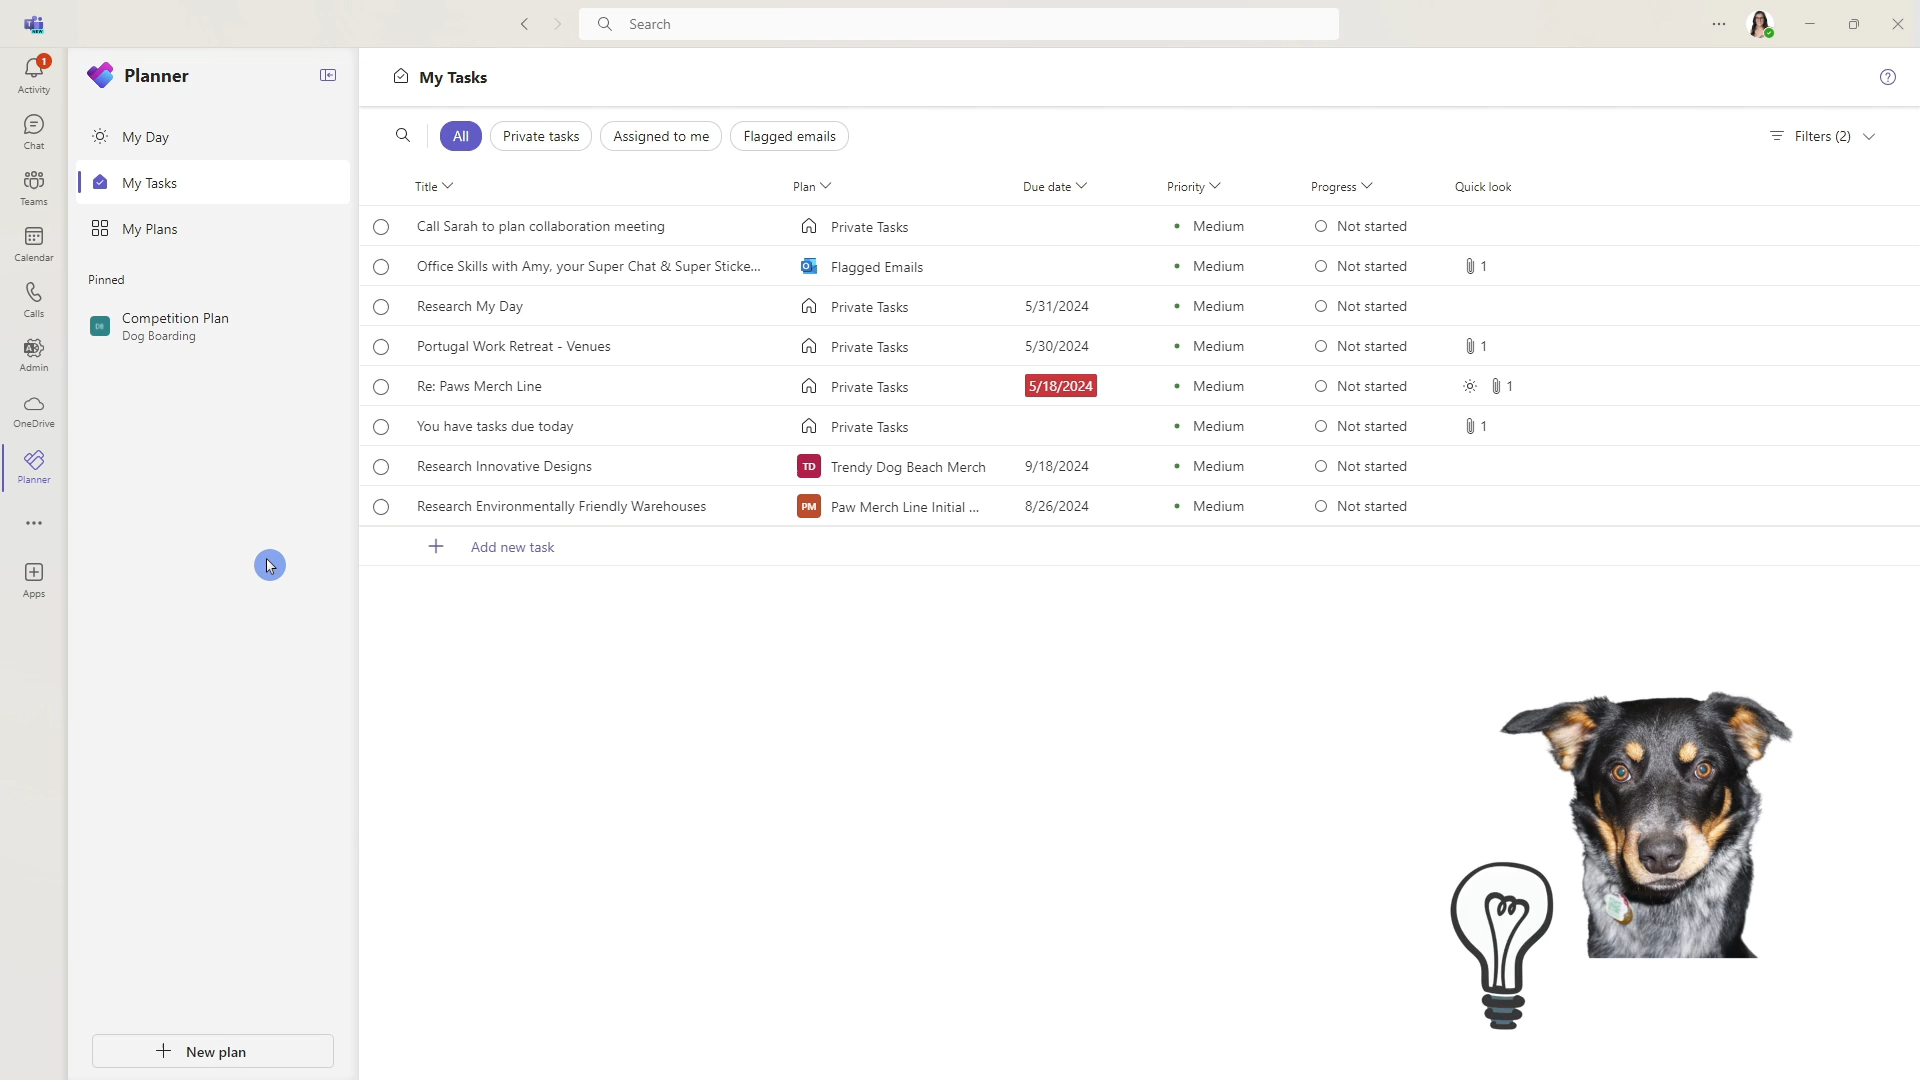 Search
1
Activity
Chat
Teams
Calendar
Calls
Admin
OneDrive
Planner
Apps
Planner
My Day
My Tasks
My Plans
Pinned
DB
Competition Plan
Dog Boarding
New plan
My Tasks
All Private tasks Assigned to me Flagged emails Filters (2)
Title Plan Due date Priority Progress Quick look
Call Sarah to plan collaboration meeting Private Tasks Medium Not started
Office Skills with Amy, your Super Chat & Super Sticke... Flagged Emails Medium Not started 1
Research My Day Private Tasks 5/31/2024 Medium Not started
Portugal Work Retreat - Venues Private Tasks 5/30/2024 Medium Not started 1
Re: Paws Merch Line Private Tasks 5/18/2024 Medium Not started 1
You have tasks due today Private Tasks Medium Not started 1
Research Innovative Designs TD Trendy Dog Beach Merch 9/18/2024 Medium Not started
Research Environmentally Friendly Warehouses PM Paw Merch Line Initial ... 8/26/2024 Medium Not started
Add new task